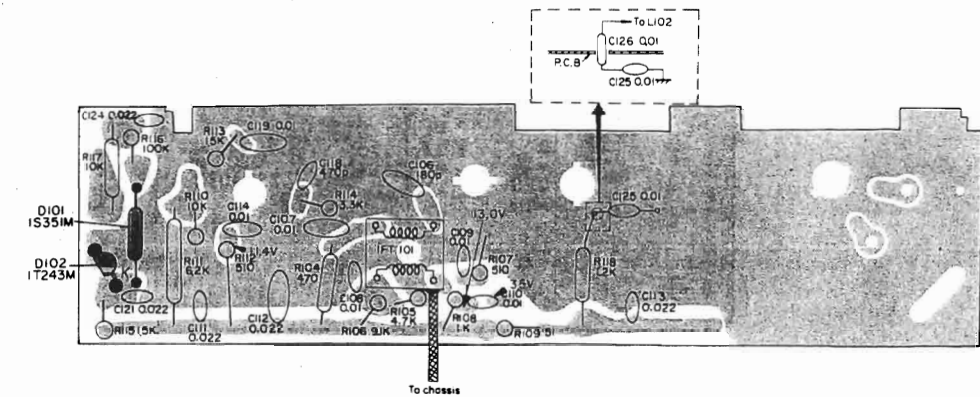 To L102
C126 0.01
P.C.B
C125 0.01
C124 0.022
R116
100K
R117
10K
R113
15K
C119 0.01
C118
470p
C106
180p
R110
10K
C114
0.01
C107
0.01
R114
3.3K
C125 0.01
13.0V
D101
1S351M
D102
1T243M
K
1.4V
R112
510
IFT 101
C109
0.01
R107
510
R111
6.2K
R104
470
C108
0.01
R118
1.2K
3.5V
C110
0.01
C121 0.022
C113
0.022
R115 1.5K
C111
0.022
C112
0.022
R106 9.1K
R105
4.7K
R108
1K
R109 51
To chassis